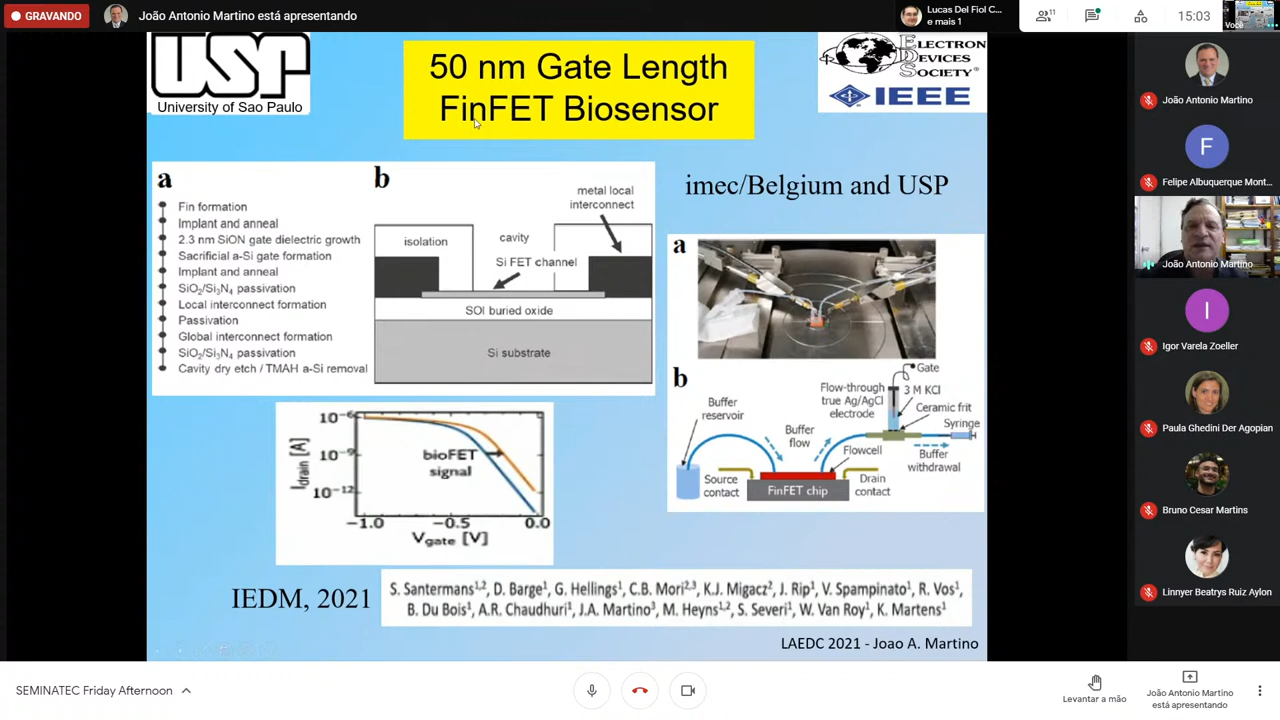 GRAVANDO
João Antonio Martino está apresentando
Lucas Del Fiol C...
e mais 1
11
15:03
Você
USP
University of Sao Paulo
50 nm Gate Length
FinFET Biosensor
ELECTRON
DEVICES
SOCIETY®
IEEE
imec/Belgium and USP
a
Fin formation
Implant and anneal
2.3 nm SiON gate dielectric growth
Sacrificial a-Si gate formation
Implant and anneal
SiO2/Si3N4 passivation
Local interconnect formation
Passivation
Global interconnect formation
SiO2/Si3N4 passivation
Cavity dry etch / TMAH a-Si removal
b
metal local
interconnect
isolation
cavity
Si FET channel
SOI buried oxide
Si substrate
a
b
Gate
Flow-through
true Ag/AgCl
electrode
3 M KCl
Ceramic frit
Syringe
Buffer
reservoir
Buffer
flow
Flowcell
Buffer
withdrawal
Source
contact
FinFET chip
Drain
contact
Idrain [A]
10−6
10−9
10−12
bioFET
signal
−1.0
−0.5
0.0
Vgate [V]
IEDM, 2021
S. Santermans1,2, D. Barge1, G. Hellings1, C.B. Mori2,3, K.J. Migacz2, J. Rip1, V. Spampinato1, R. Vos1,
B. Du Bois1, A.R. Chaudhuri1, J.A. Martino3, M. Heyns1,2, S. Severi1, W. Van Roy1, K. Martens1
LAEDC 2021 - Joao A. Martino
João Antonio Martino
F
Felipe Albuquerque Mont...
João Antonio Martino
I
Igor Varela Zoeller
Paula Ghedini Der Agopian
Bruno Cesar Martins
Linnyer Beatrys Ruiz Aylon
SEMINATEC Friday Afternoon
Levantar a mão
João Antonio Martino
está apresentando